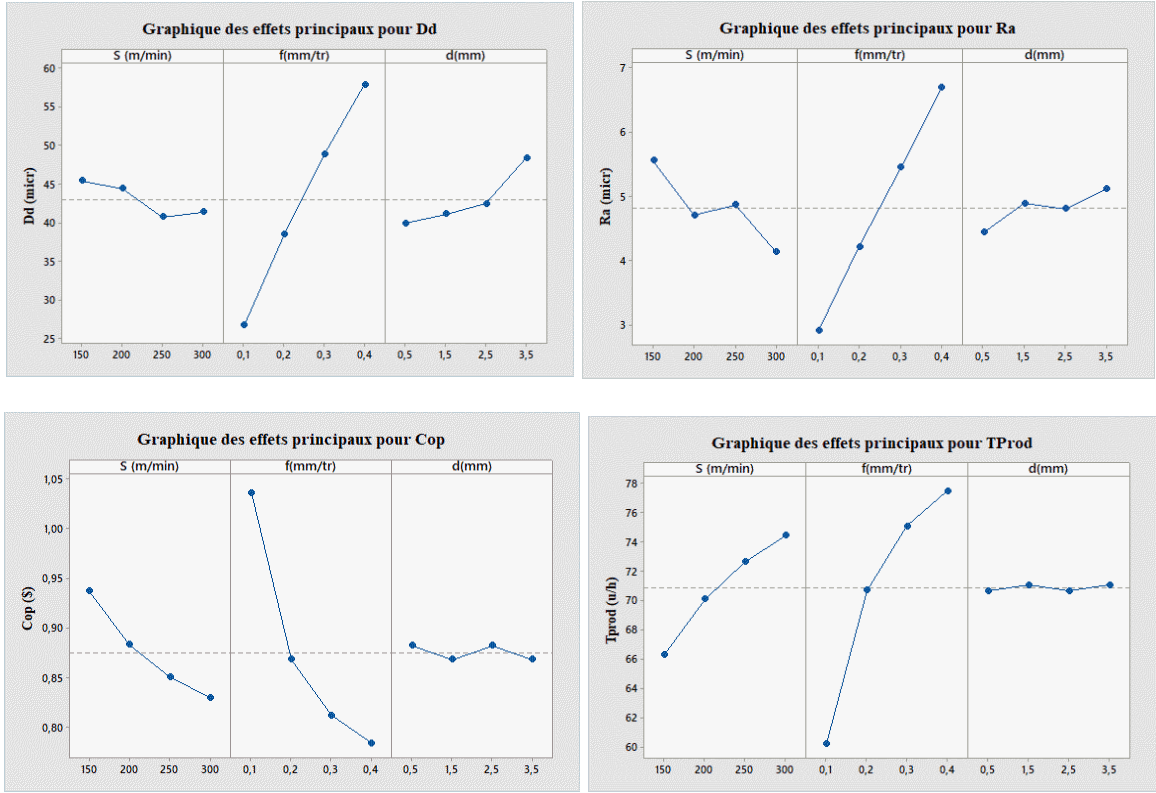 Graphique des effets principaux pour Dd
S (m/min) f(mm/tr) d(mm)
60
55
50
45
40
35
30
25
Dd (micr)
150 200 250 300 0,1 0,2 0,3 0,4 0,5 1,5 2,5 3,5
Graphique des effets principaux pour Ra
S (m/min) f(mm/tr) d(mm)
7
6
5
4
3
Ra (micr)
150 200 250 300 0,1 0,2 0,3 0,4 0,5 1,5 2,5 3,5
Graphique des effets principaux pour Cop
S (m/min) f(mm/tr) d(mm)
1,05
1,00
0,95
0,90
0,85
0,80
Cop ($)
150 200 250 300 0,1 0,2 0,3 0,4 0,5 1,5 2,5 3,5
Graphique des effets principaux pour TProd
S (m/min) f(mm/tr) d(mm)
78
76
74
72
70
68
66
64
62
60
Tprod (u/h)
150 200 250 300 0,1 0,2 0,3 0,4 0,5 1,5 2,5 3,5